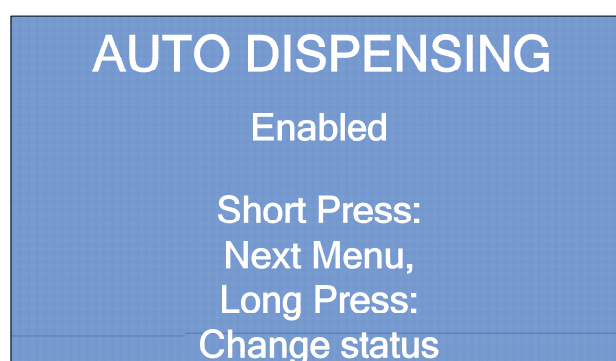 AUTO DISPENSING
Enabled
Short Press:
Next Menu,
Long Press:
Change status